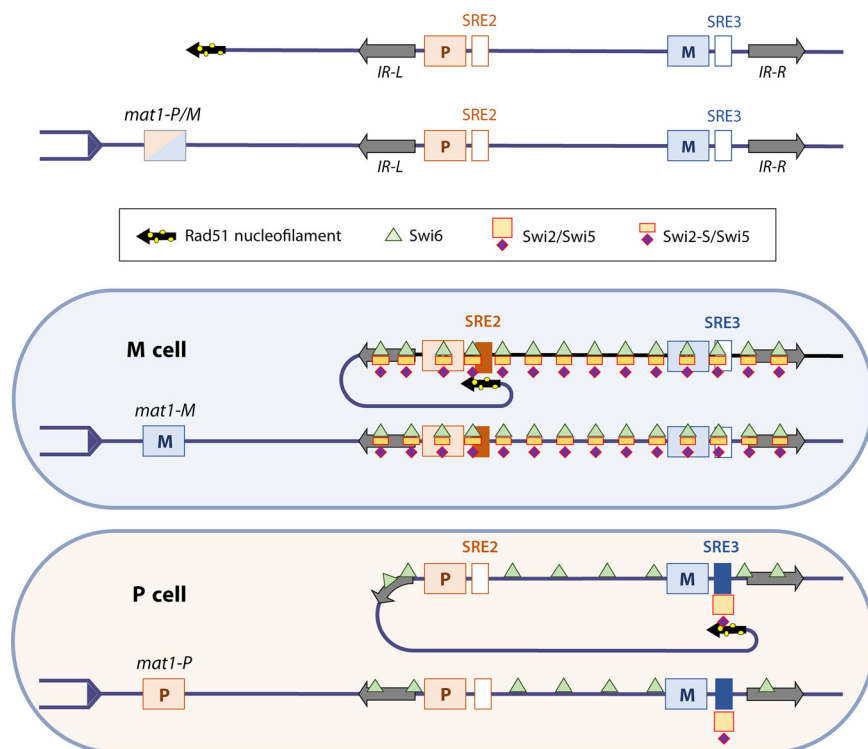 SRE2 SRE3
P M
IR-L IR-R
mat1-P/M SRE2 SRE3
P M
IR-L IR-R
Rad51 nucleofilament Swi6 Swi2/Swi5 Swi2-S/Swi5
SRE2 SRE3
M cell
mat1-M
M
SRE2 SRE3
P cell P M
mat1-P
P P M